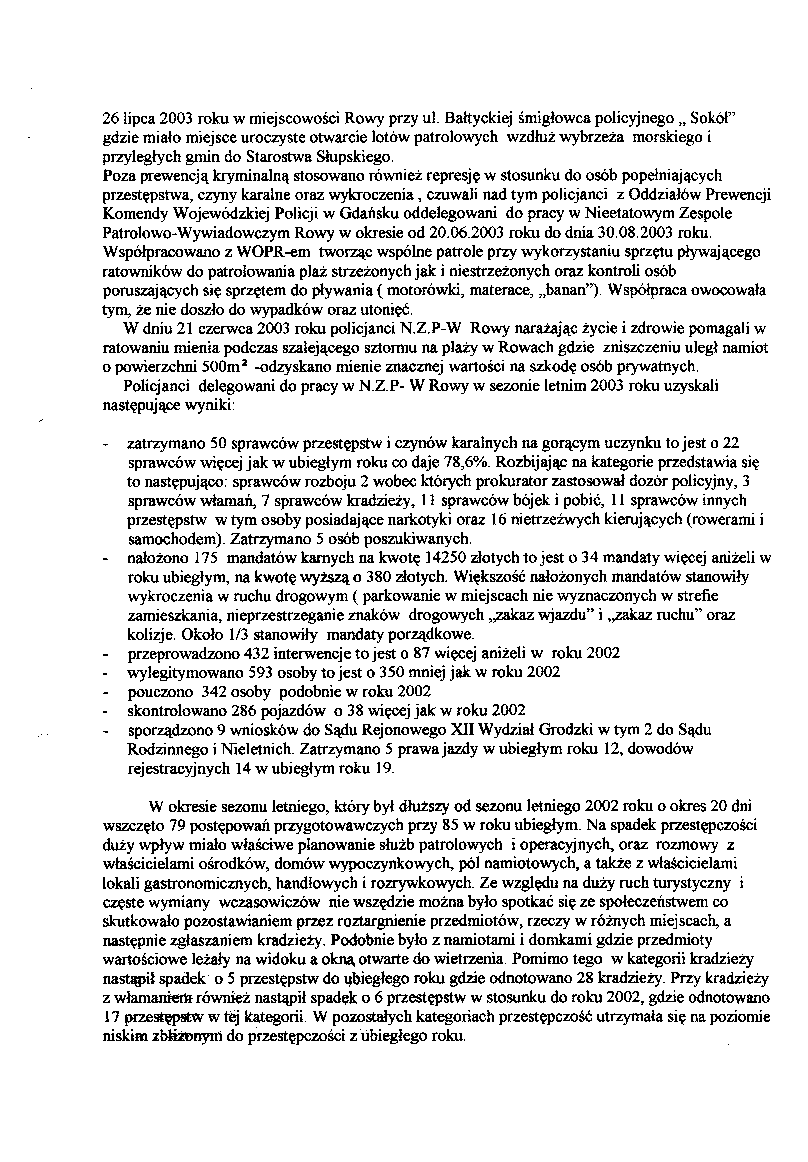 26 lipca 2003 roku w miejscowości Rowy przy ul. Bałtyckiej śmigłowca policyjnego „ Sokół”
gdzie miało miejsce uroczyste otwarcie lotów patrolowych wzdłuż wybrzeża morskiego i
przyległych gmin do Starostwa Słupskiego.
Poza prewencją kryminalną stosowano również represję w stosunku do osób popełniających
przestępstwa, czyny karalne oraz wykroczenia , czuwali nad tym policjanci z Oddziałów Prewencji
Komendy Wojewódzkiej Policji w Gdańsku oddelegowani do pracy w Nieetatowym Zespole
Patrolowo-Wywiadowczym Rowy w okresie od 20.06.2003 roku do dnia 30.08.2003 roku.
Współpracowano z WOPR-em tworząc wspólne patrole przy wykorzystaniu sprzętu pływającego
ratowników do patrolowania plaż strzeżonych jak i niestrzeżonych oraz kontroli osób
poruszających się sprzętem do pływania ( motorówki, materace, „banan”). Współpraca owocowała
tym, że nie doszło do wypadków oraz utonięć.
W dniu 21 czerwca 2003 roku policjanci N.Z.P-W Rowy narażając życie i zdrowie pomagali w
ratowaniu mienia podczas szalejącego sztormu na plaży w Rowach gdzie zniszczeniu uległ namiot
o powierzchni 500m² -odzyskano mienie znacznej wartości na szkodę osób prywatnych.
Policjanci delegowani do pracy w N.Z.P- W Rowy w sezonie letnim 2003 roku uzyskali
następujące wyniki:
- zatrzymano 50 sprawców przestępstw i czynów karalnych na gorącym uczynku to jest o 22
sprawców więcej jak w ubiegłym roku co daje 78,6%. Rozbijając na kategorie przedstawia się
to następująco: sprawców rozboju 2 wobec których prokurator zastosował dozór policyjny, 3
sprawców włamań, 7 sprawców kradzieży, 11 sprawców bójek i pobić, 11 sprawców innych
przestępstw w tym osoby posiadające narkotyki oraz 16 nietrzeźwych kierujących (rowerami i
samochodem). Zatrzymano 5 osób poszukiwanych.
- nałożono 175 mandatów karnych na kwotę 14250 złotych to jest o 34 mandaty więcej aniżeli w
roku ubiegłym, na kwotę wyższą o 380 złotych. Większość nałożonych mandatów stanowiły
wykroczenia w ruchu drogowym ( parkowanie w miejscach nie wyznaczonych w strefie
zamieszkania, nieprzestrzeganie znaków drogowych „zakaz wjazdu” i „zakaz ruchu” oraz
kolizje. Około 1/3 stanowiły mandaty porządkowe.
- przeprowadzono 432 interwencje to jest o 87 więcej aniżeli w roku 2002
- wylegitymowano 593 osoby to jest o 350 mniej jak w roku 2002
- pouczono 342 osoby podobnie w roku 2002
- skontrolowano 286 pojazdów o 38 więcej jak w roku 2002
- sporządzono 9 wniosków do Sądu Rejonowego XII Wydział Grodzki w tym 2 do Sądu
Rodzinnego i Nieletnich. Zatrzymano 5 prawa jazdy w ubiegłym roku 12, dowodów
rejestracyjnych 14 w ubiegłym roku 19.
W okresie sezonu letniego, który był dłuższy od sezonu letniego 2002 roku o okres 20 dni
wszczęto 79 postępowań przygotowawczych przy 85 w roku ubiegłym. Na spadek przestępczości
duży wpływ miało właściwe planowanie służb patrolowych i operacyjnych, oraz rozmowy z
właścicielami ośrodków, domów wypoczynkowych, pól namiotowych, a także z właścicielami
lokali gastronomicznych, handlowych i rozrywkowych. Ze względu na duży ruch turystyczny i
częste wymiany wczasowiczów nie wszędzie można było spotkać się ze społeczeństwem co
skutkowało pozostawianiem przez roztargnienie przedmiotów, rzeczy w różnych miejscach, a
następnie zgłaszaniem kradzieży. Podobnie było z namiotami i domkami gdzie przedmioty
wartościowe leżały na widoku a okna otwarte do wietrzenia. Pomimo tego w kategorii kradzieży
nastąpił spadek o 5 przestępstw do ubiegłego roku gdzie odnotowano 28 kradzieży. Przy kradzieży
z włamaniem również nastąpił spadek o 6 przestępstw w stosunku do roku 2002, gdzie odnotowano
17 przestępstw w tej kategorii. W pozostałych kategoriach przestępczość utrzymała się na poziomie
niskim zbliżonym do przestępczości z ubiegłego roku.